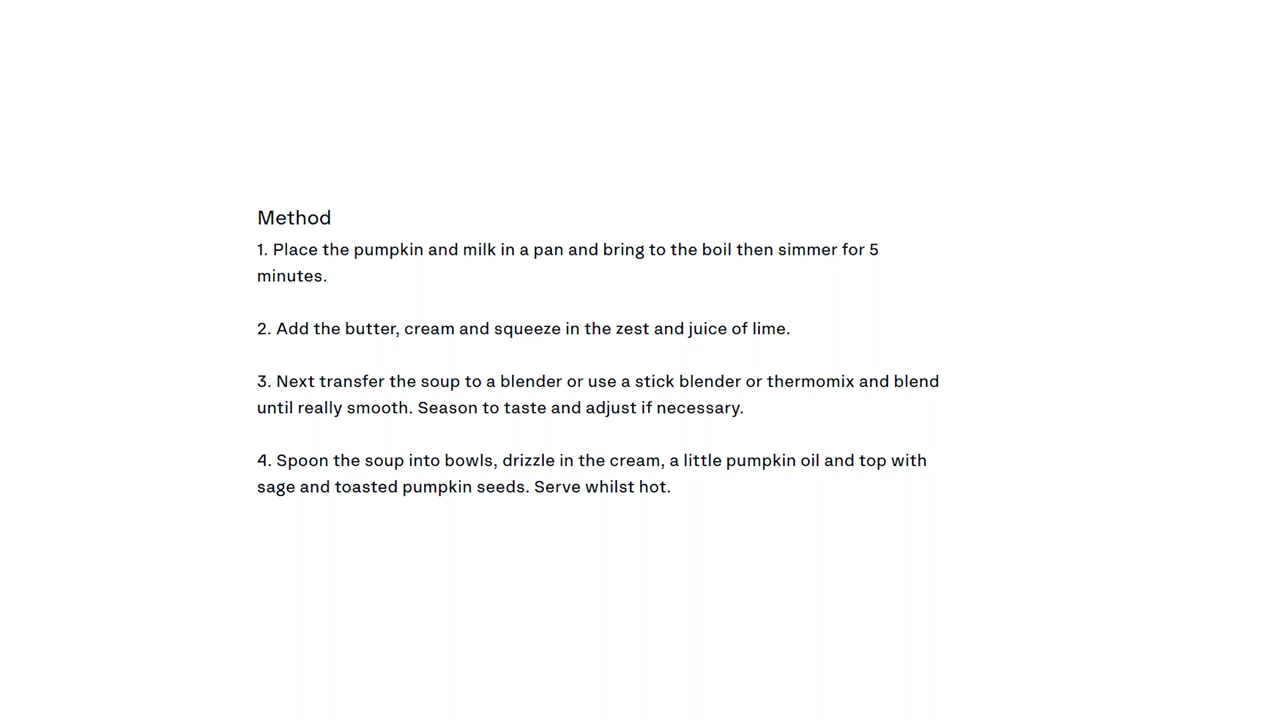 Method
1. Place the pumpkin and milk in a pan and bring to the boil then simmer for 5
minutes.
2. Add the butter, cream and squeeze in the zest and juice of lime.
3. Next transfer the soup to a blender or use a stick blender or thermomix and blend
until really smooth. Season to taste and adjust if necessary.
4. Spoon the soup into bowls, drizzle in the cream, a little pumpkin oil and top with
sage and toasted pumpkin seeds. Serve whilst hot.